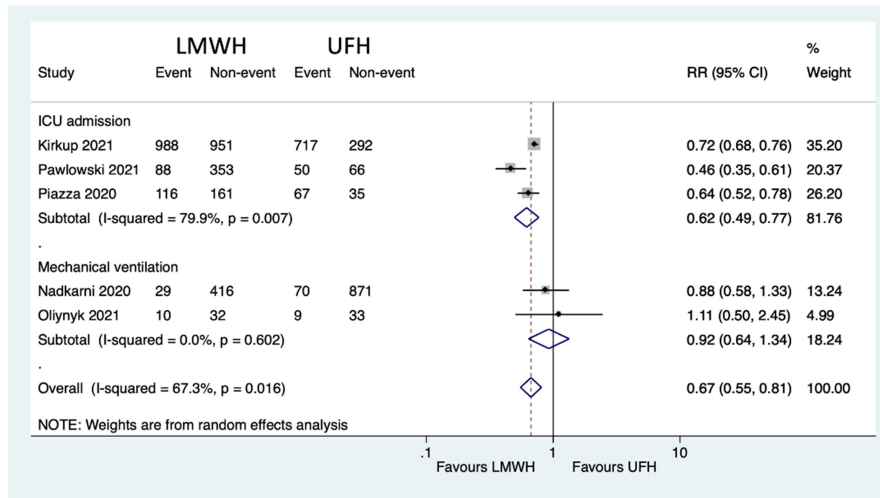 LMWH UFH %
Study Event Non-event Event Non-event RR (95% CI) Weight
ICU admission
Kirkup 2021 988 951 717 292 0.72 (0.68, 0.76) 35.20
Pawlowski 2021 88 353 50 66 0.46 (0.35, 0.61) 20.37
Piazza 2020 116 161 67 35 0.64 (0.52, 0.78) 26.20
Subtotal (I-squared = 79.9%, p = 0.007) 0.62 (0.49, 0.77) 81.76
.
Mechanical ventilation
Nadkarni 2020 29 416 70 871 0.88 (0.58, 1.33) 13.24
Oliynyk 2021 10 32 9 33 1.11 (0.50, 2.45) 4.99
Subtotal (I-squared = 0.0%, p = 0.602) 0.92 (0.64, 1.34) 18.24
.
Overall (I-squared = 67.3%, p = 0.016) 0.67 (0.55, 0.81) 100.00
NOTE: Weights are from random effects analysis
.1 1 10
Favours LMWH Favours UFH